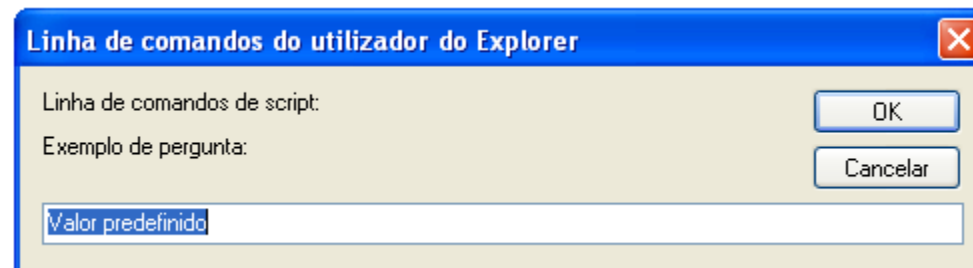 Linha de comandos do utilizador do Explorer
Linha de comandos de script:
OK
Exemplo de pergunta:
Cancelar
Valor predefinido